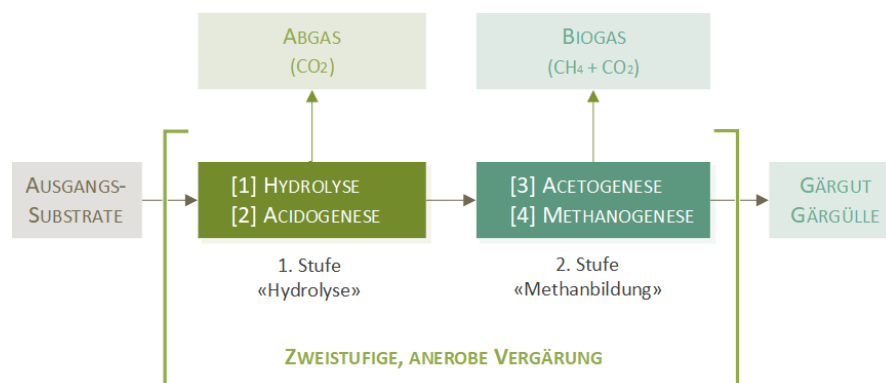 ABGAS
(CO₂)
BIOGAS
(CH₄ + CO₂)
AUSGANGS-
SUBSTRATE
[1] HYDROLYSE
[2] ACIDOGENESE
[3] ACETOGENESE
[4] METHANOGENESE
GÄRGUT
GÄRGÜLLE
1. Stufe
«Hydrolyse»
2. Stufe
«Methanbildung»
ZWEISTUFIGE, ANEROBE VERGÄRUNG